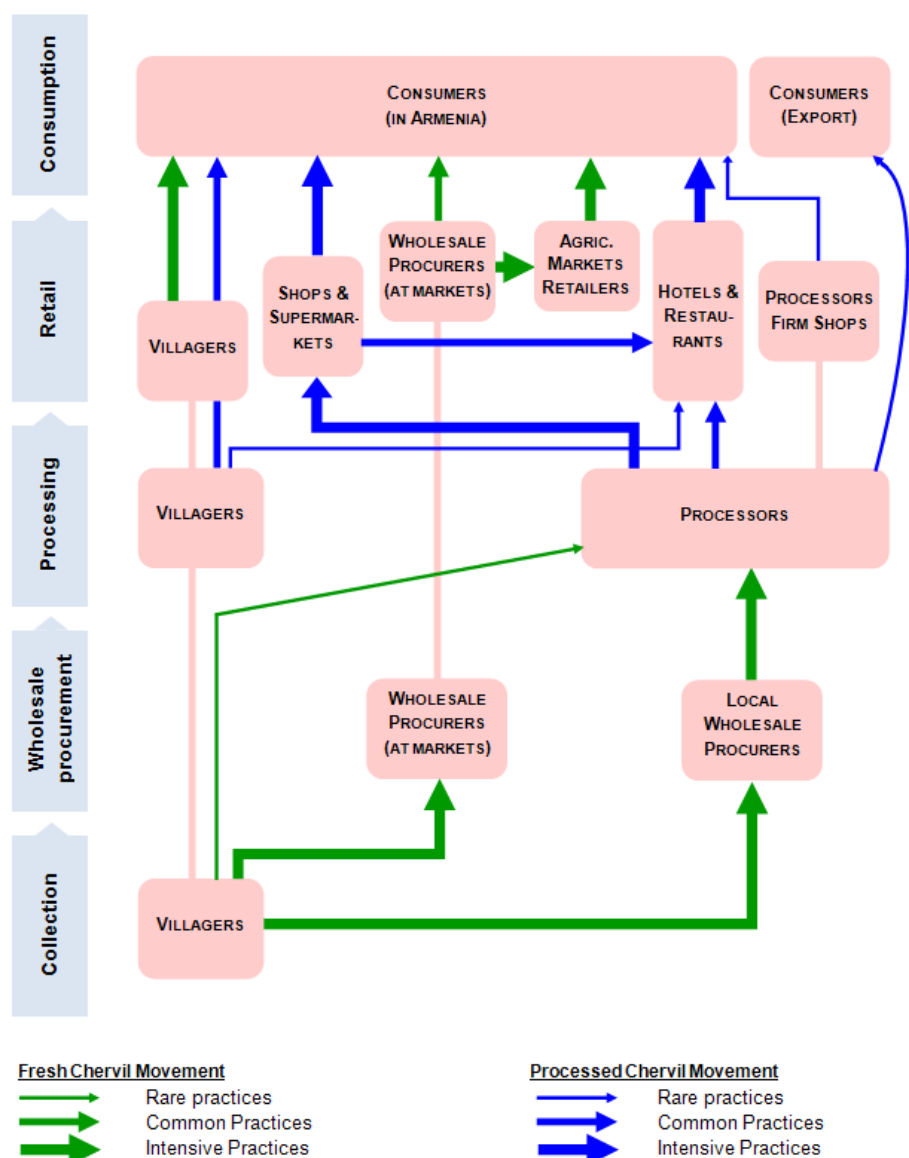 Consumption
CONSUMERS
(IN ARMENIA)
CONSUMERS
(EXPORT)
Retail
VILLAGERS
SHOPS &
SUPERMAR-
KETS
WHOLESALE
PROCURERS
(AT MARKETS)
AGRIC.
MARKETS
RETAILERS
HOTELS &
RESTAU-
RANTS
PROCESSORS
FIRM SHOPS
Processing
VILLAGERS
PROCESSORS
Wholesale
procurement
WHOLESALE
PROCURERS
(AT MARKETS)
LOCAL
WHOLESALE
PROCURERS
Collection
VILLAGERS
Fresh Chervil Movement
Rare practices
Common Practices
Intensive Practices
Processed Chervil Movement
Rare practices
Common Practices
Intensive Practices